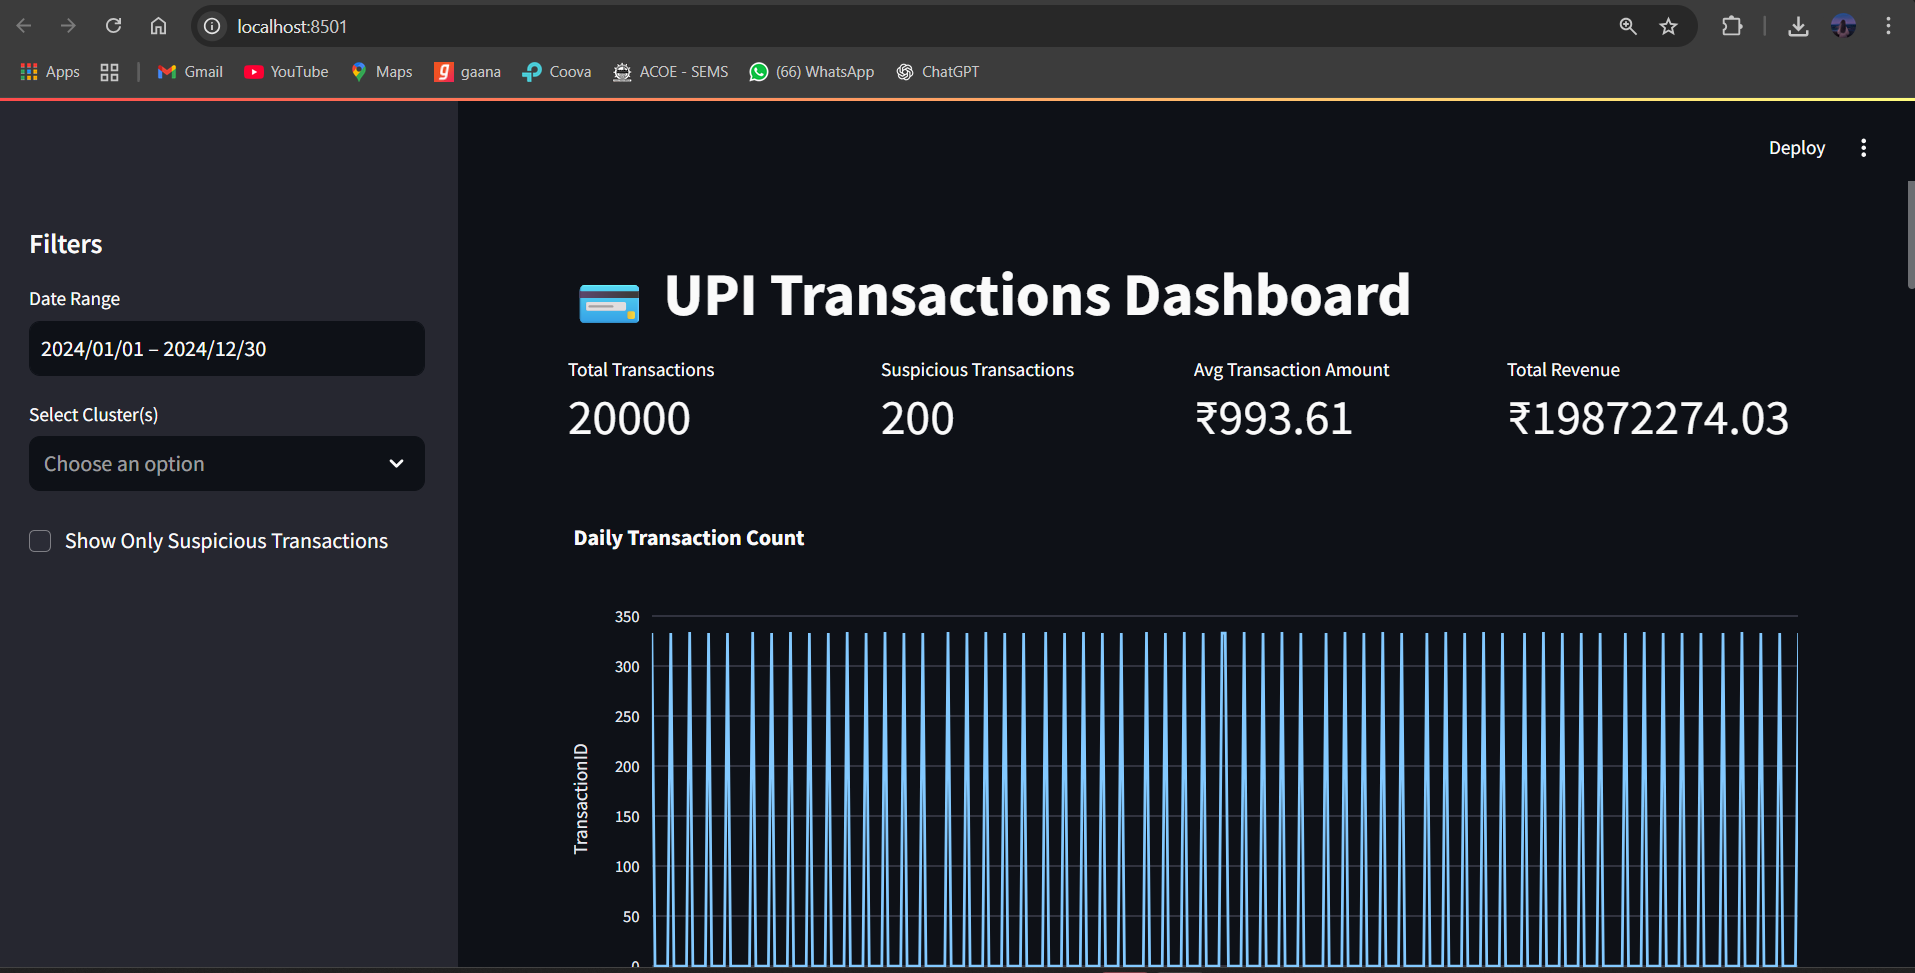 localhost:8501
Apps
Gmail
YouTube
Maps
g gaana
Coova
ACOE - SEMS
(66) WhatsApp
ChatGPT
Deploy
Filters
Date Range
2024/01/01 – 2024/12/30
Select Cluster(s)
Choose an option
Show Only Suspicious Transactions
UPI Transactions Dashboard
Total Transactions
20000
Suspicious Transactions
200
Avg Transaction Amount
₹993.61
Total Revenue
₹19872274.03
Daily Transaction Count
TransactionID
350
300
250
200
150
100
50
0